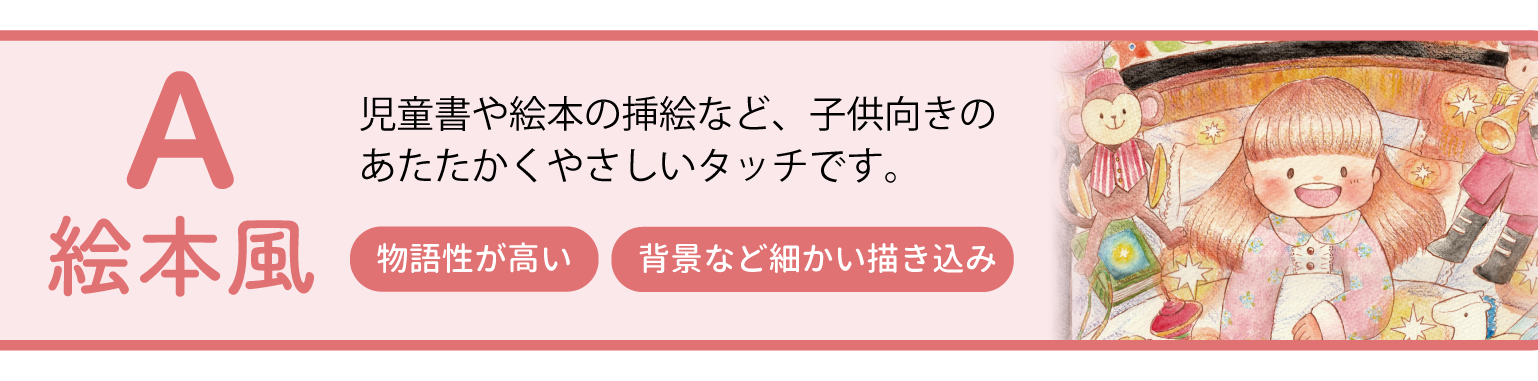 A
絵本風
児童書や絵本の挿絵など、子供向きの
あたたかくやさしいタッチです。
物語性が高い
背景など細かい描き込み